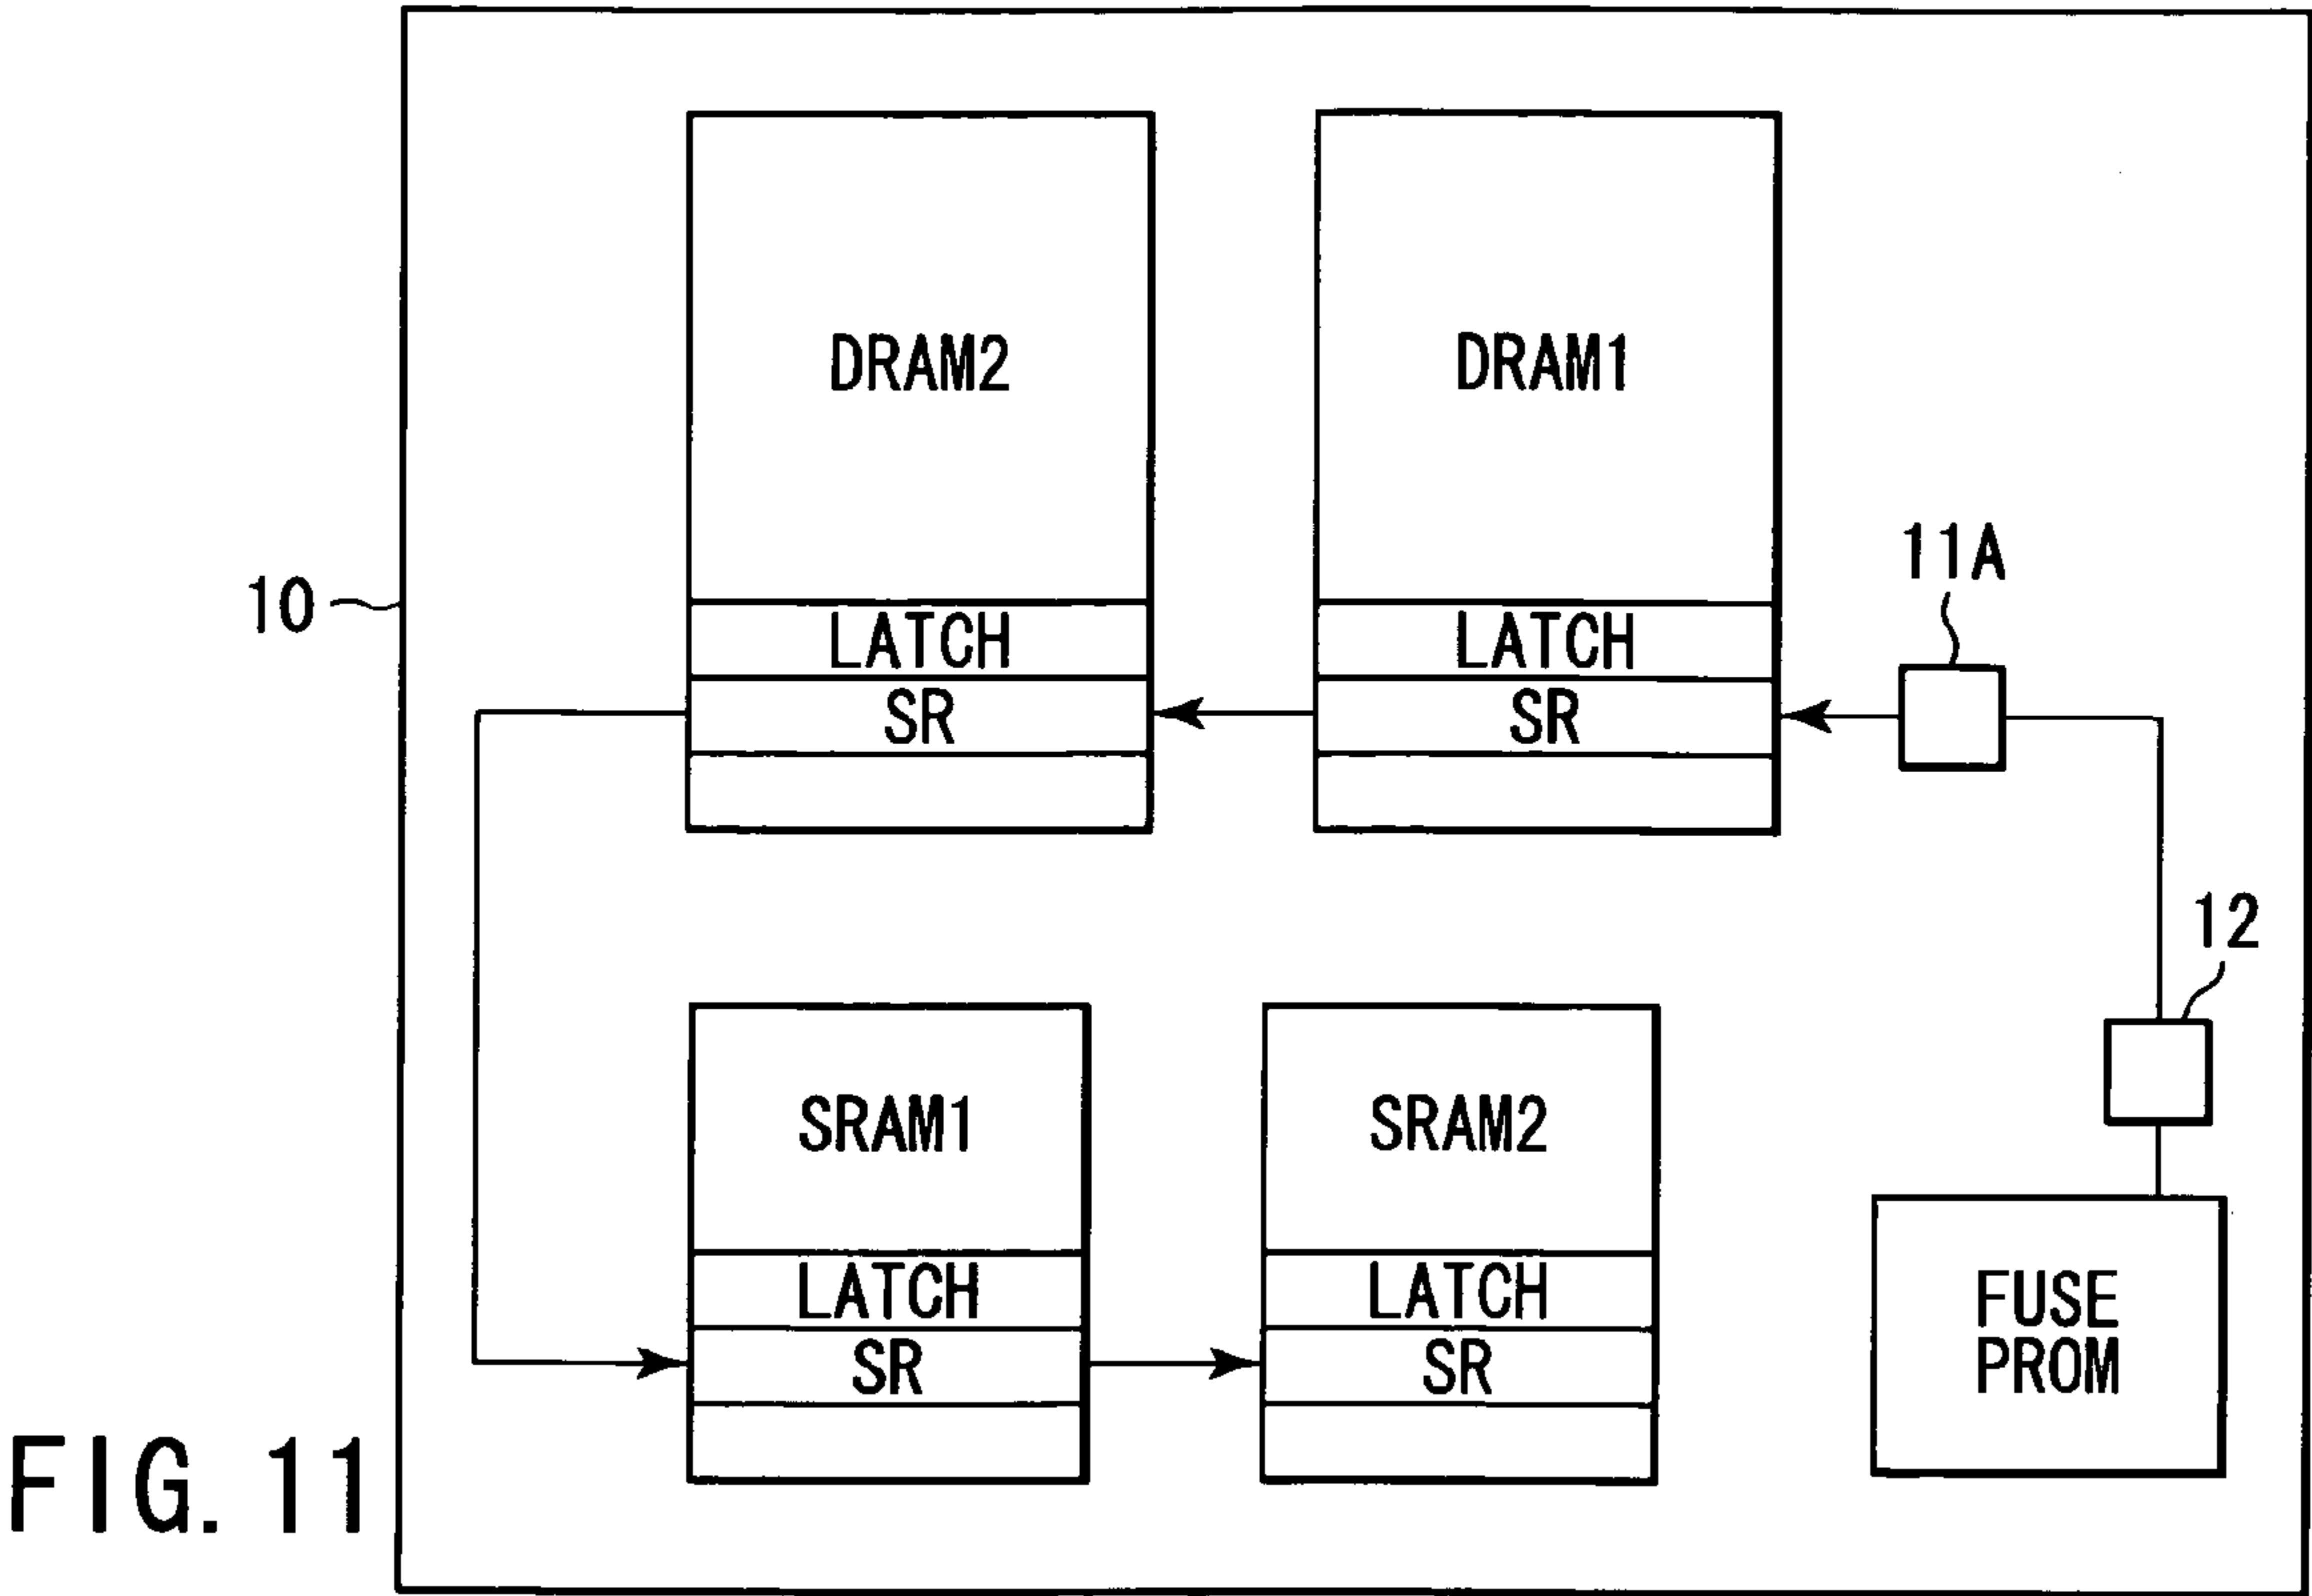 DRAM2
DRAM1
11A
10
LATCH
LATCH
SR
SR
12
SRAM1
SRAM2
LATCH
LATCH
FUSE
PROM
SR
SR
FIG. 11